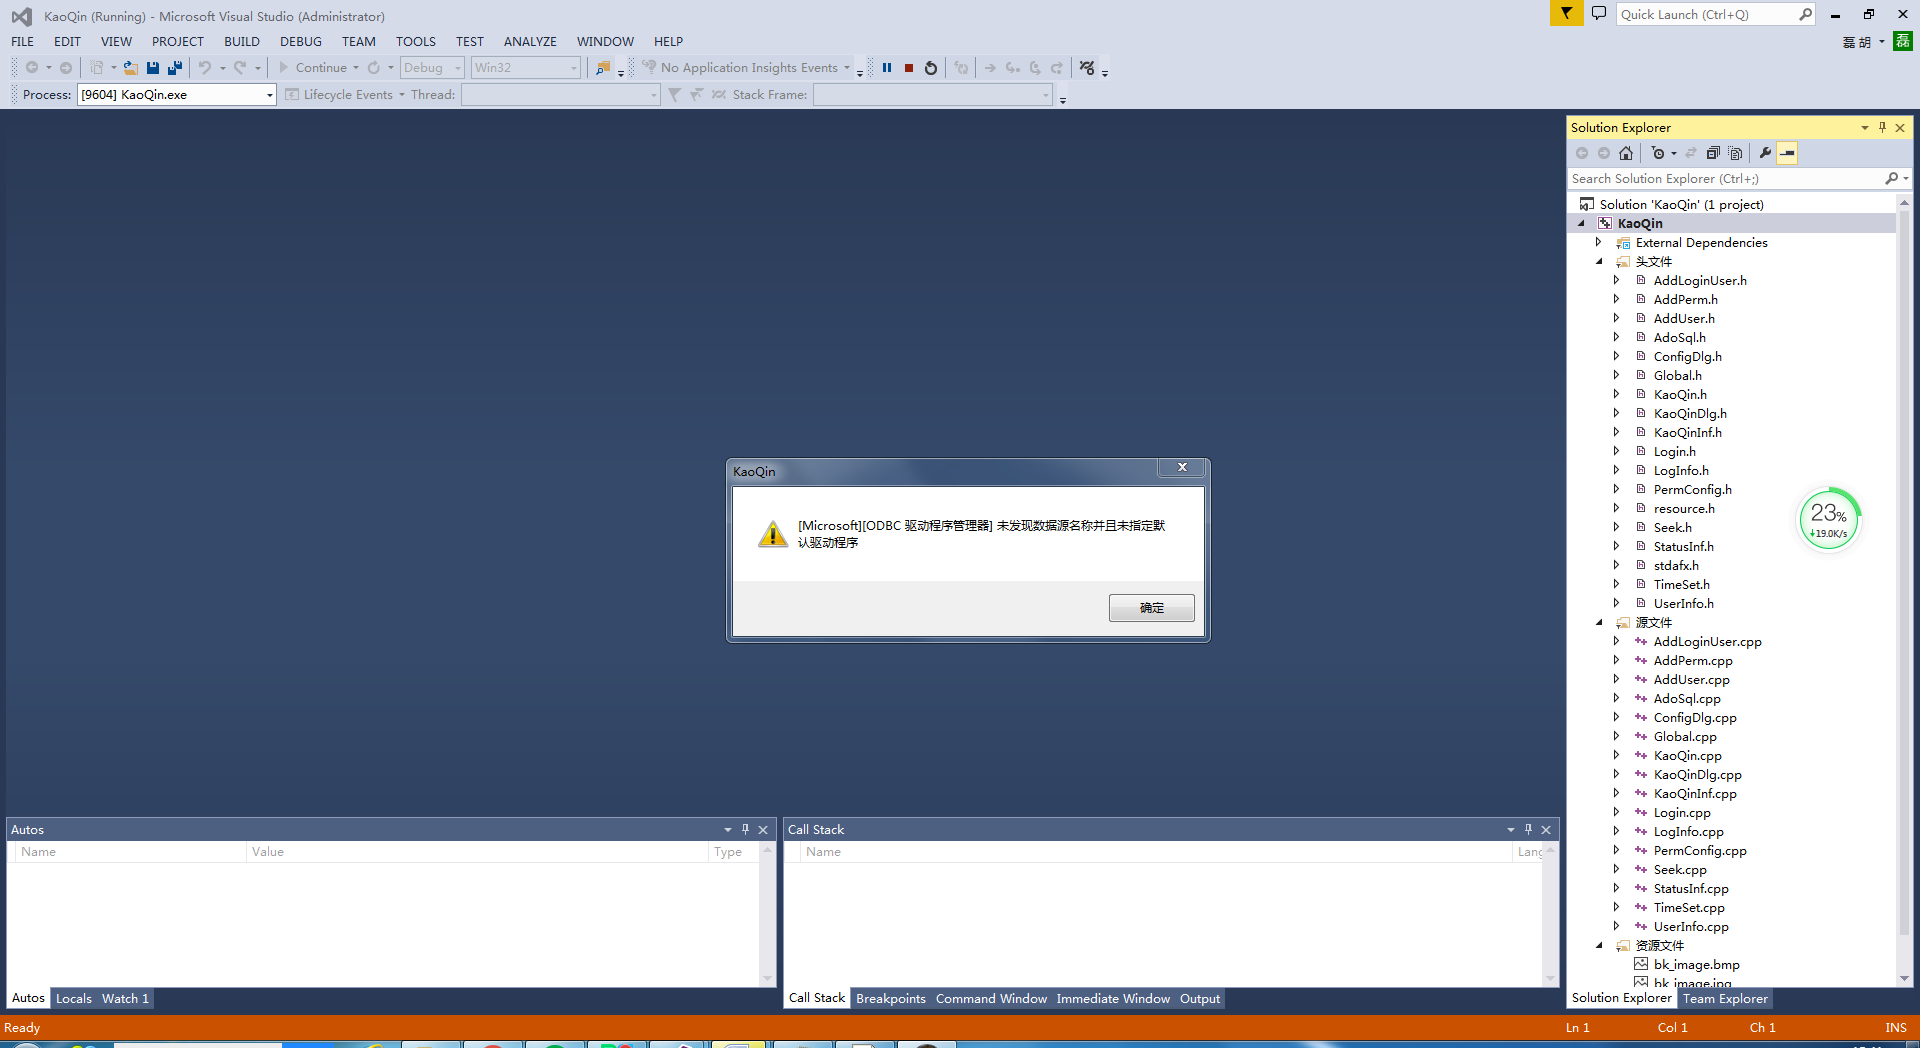 KaoQin (Running) - Microsoft Visual Studio (Administrator)
Quick Launch (Ctrl+Q)
FILE EDIT VIEW PROJECT BUILD DEBUG TEAM TOOLS TEST ANALYZE WINDOW HELP
磊 胡
磊
Continue
Debug
Win32
No Application Insights Events
Process:
[9604] KaoQin.exe
Lifecycle Events
Thread:
Stack Frame:
Solution Explorer
Search Solution Explorer (Ctrl+;)
Solution 'KaoQin' (1 project)
KaoQin
External Dependencies
头文件
AddLoginUser.h
AddPerm.h
AddUser.h
AdoSql.h
ConfigDlg.h
Global.h
KaoQin.h
KaoQinDlg.h
KaoQinInf.h
Login.h
LogInfo.h
PermConfig.h
resource.h
Seek.h
StatusInf.h
stdafx.h
TimeSet.h
UserInfo.h
源文件
AddLoginUser.cpp
AddPerm.cpp
AddUser.cpp
AdoSql.cpp
ConfigDlg.cpp
Global.cpp
KaoQin.cpp
KaoQinDlg.cpp
KaoQinInf.cpp
Login.cpp
LogInfo.cpp
PermConfig.cpp
Seek.cpp
StatusInf.cpp
TimeSet.cpp
UserInfo.cpp
资源文件
bk_image.bmp
bk_image.jpg
Solution Explorer
Team Explorer
23%
19.0K/s
KaoQin
[Microsoft][ODBC 驱动程序管理器] 未发现数据源名称并且未指定默
认驱动程序
确定
Autos
Name
Value
Type
Autos
Locals
Watch 1
Call Stack
Name
Lang
Call Stack
Breakpoints
Command Window
Immediate Window
Output
Ready
Ln 1
Col 1
Ch 1
INS